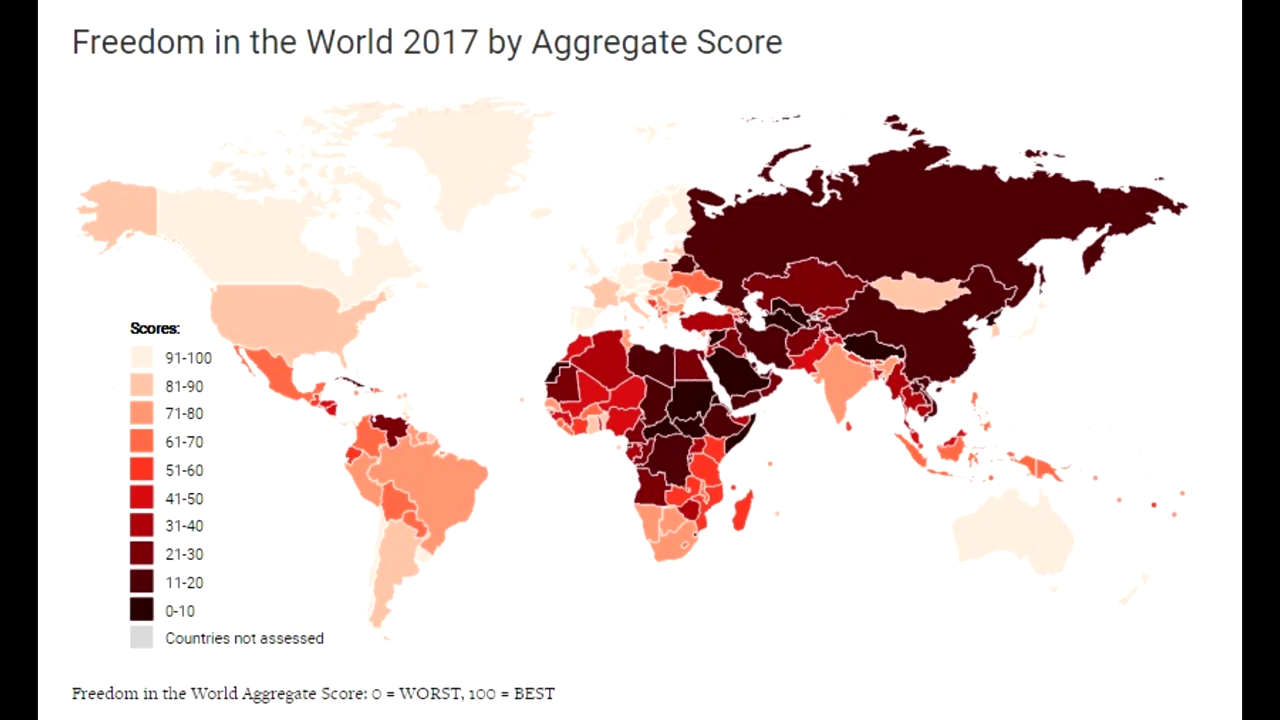 Freedom in the World 2017 by Aggregate Score
Scores:
91-100
81-90
71-80
61-70
51-60
41-50
31-40
21-30
11-20
0-10
Countries not assessed
Freedom in the World Aggregate Score: 0 = WORST, 100 = BEST